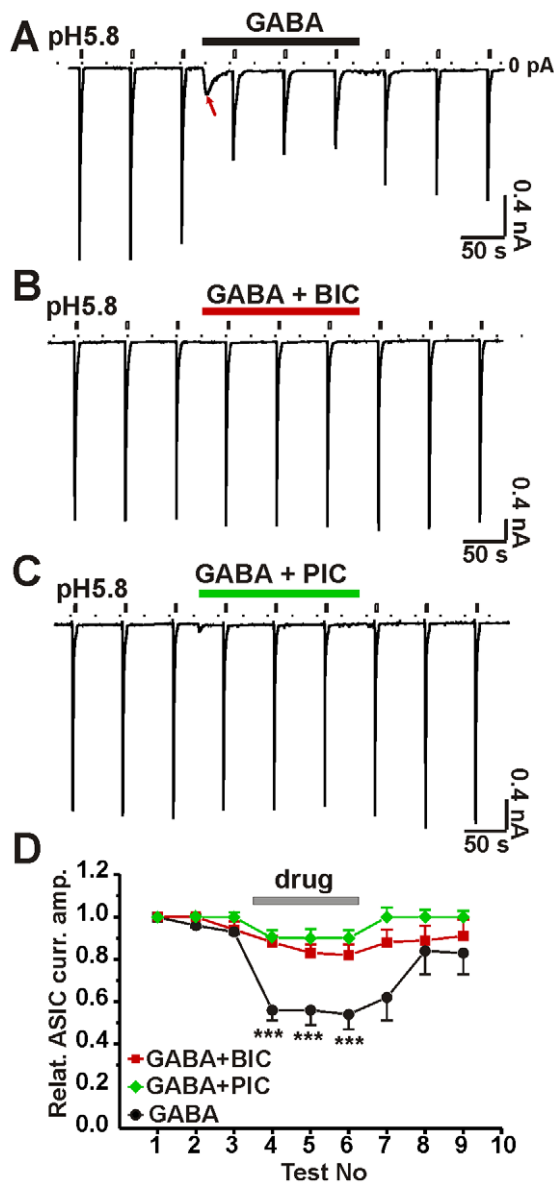 A
GABA
pH5.8
0 pA
0.4 nA
50 s
B
GABA + BIC
pH5.8
0.4 nA
50 s
C
GABA + PIC
pH5.8
0.4 nA
50 s
D
drug
Relat. ASIC curr. amp.
1.2
1.0
0.8
0.6
0.4
0.2
0.0
*** *** ***
GABA+BIC
GABA+PIC
GABA
1 2 3 4 5 6 7 8 9 10
Test No